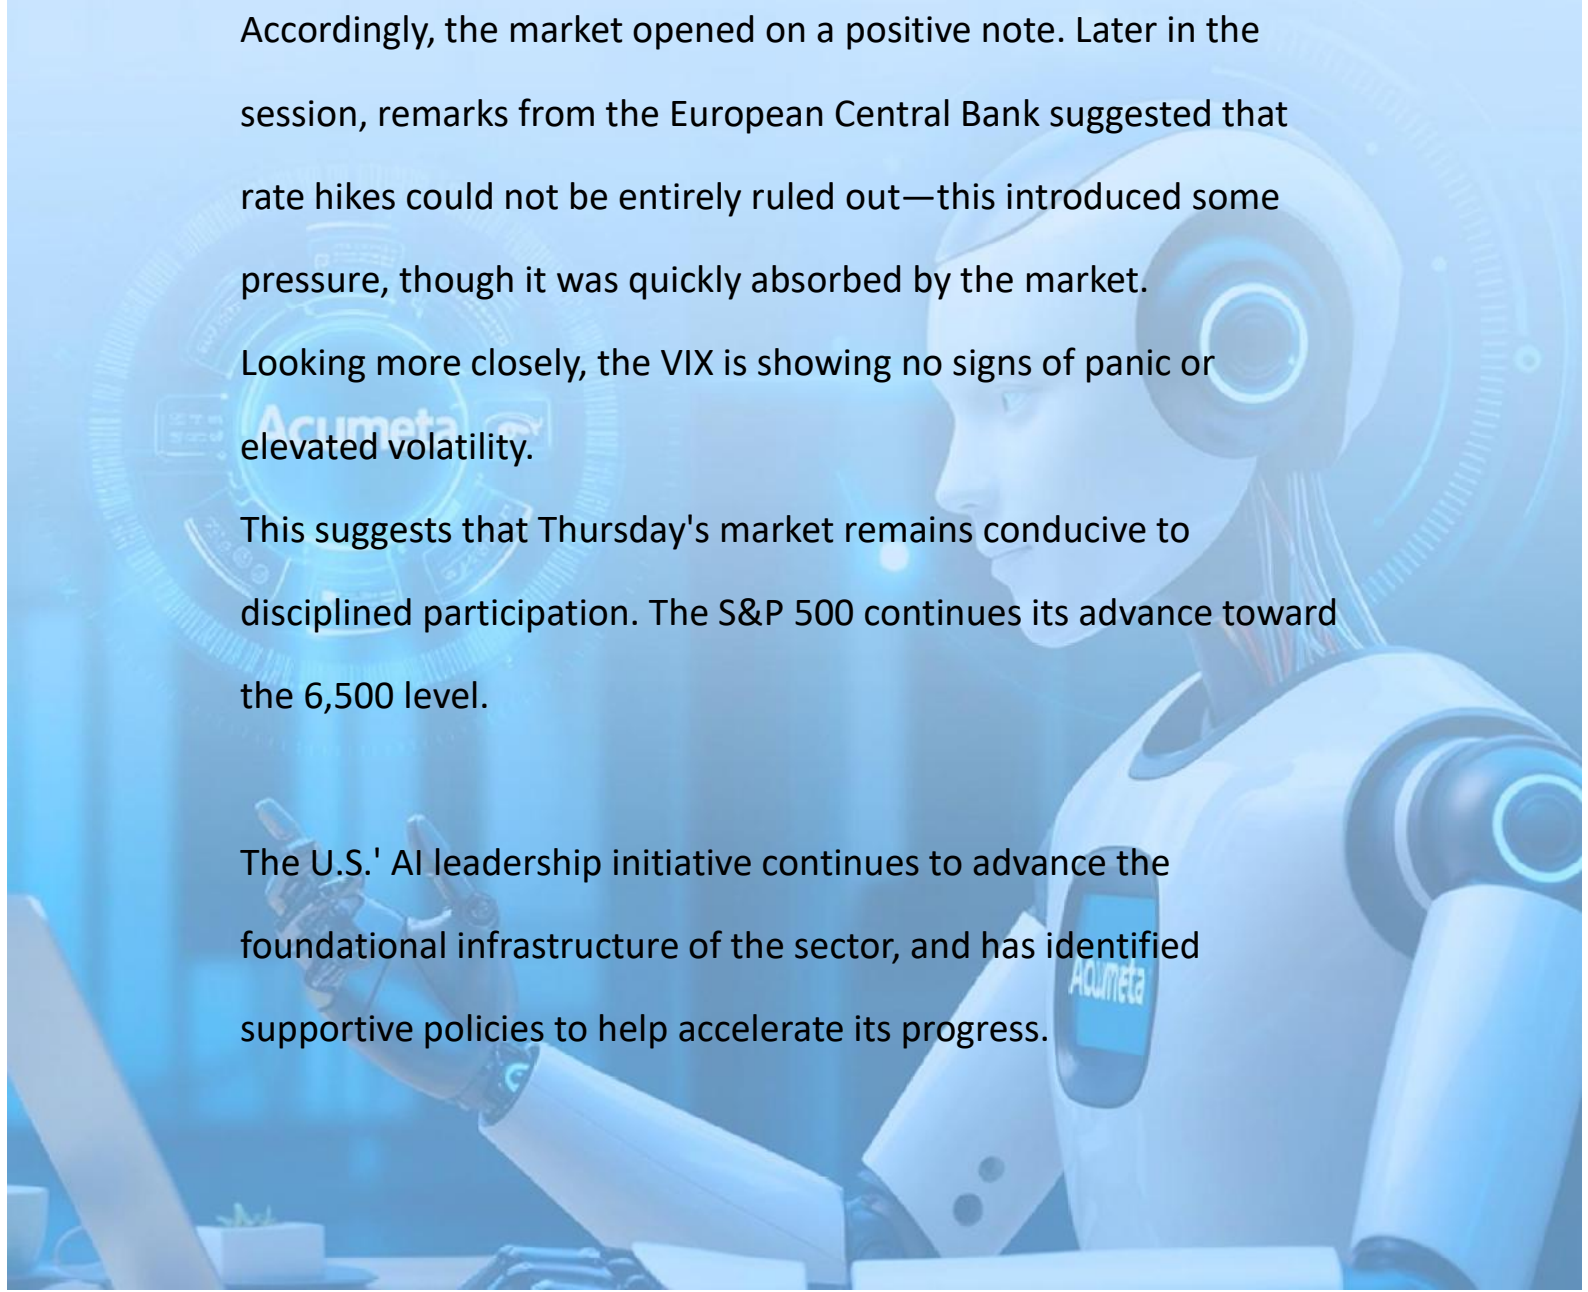 Accordingly, the market opened on a positive note. Later in the
session, remarks from the European Central Bank suggested that
rate hikes could not be entirely ruled out—this introduced some
pressure, though it was quickly absorbed by the market.
Looking more closely, the VIX is showing no signs of panic or
Acumeta
elevated volatility.
This suggests that Thursday's market remains conducive to
disciplined participation. The S&P 500 continues its advance toward
the 6,500 level.
The U.S.' AI leadership initiative continues to advance the
foundational infrastructure of the sector, and has identified
Acumeta
supportive policies to help accelerate its progress.